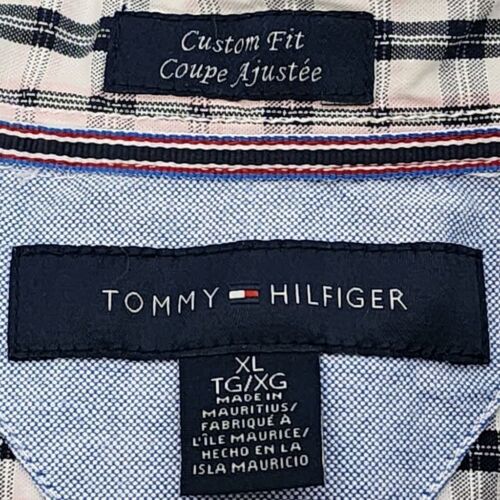 Custom Fit
Coupe Ajustée
TOMMY HILFIGER
XL
TG/XG
MADE IN
MAURITIUS/
FABRIQUÉ À
L'ÎLE MAURICE/
HECHO EN LA
ISLA MAURICIO